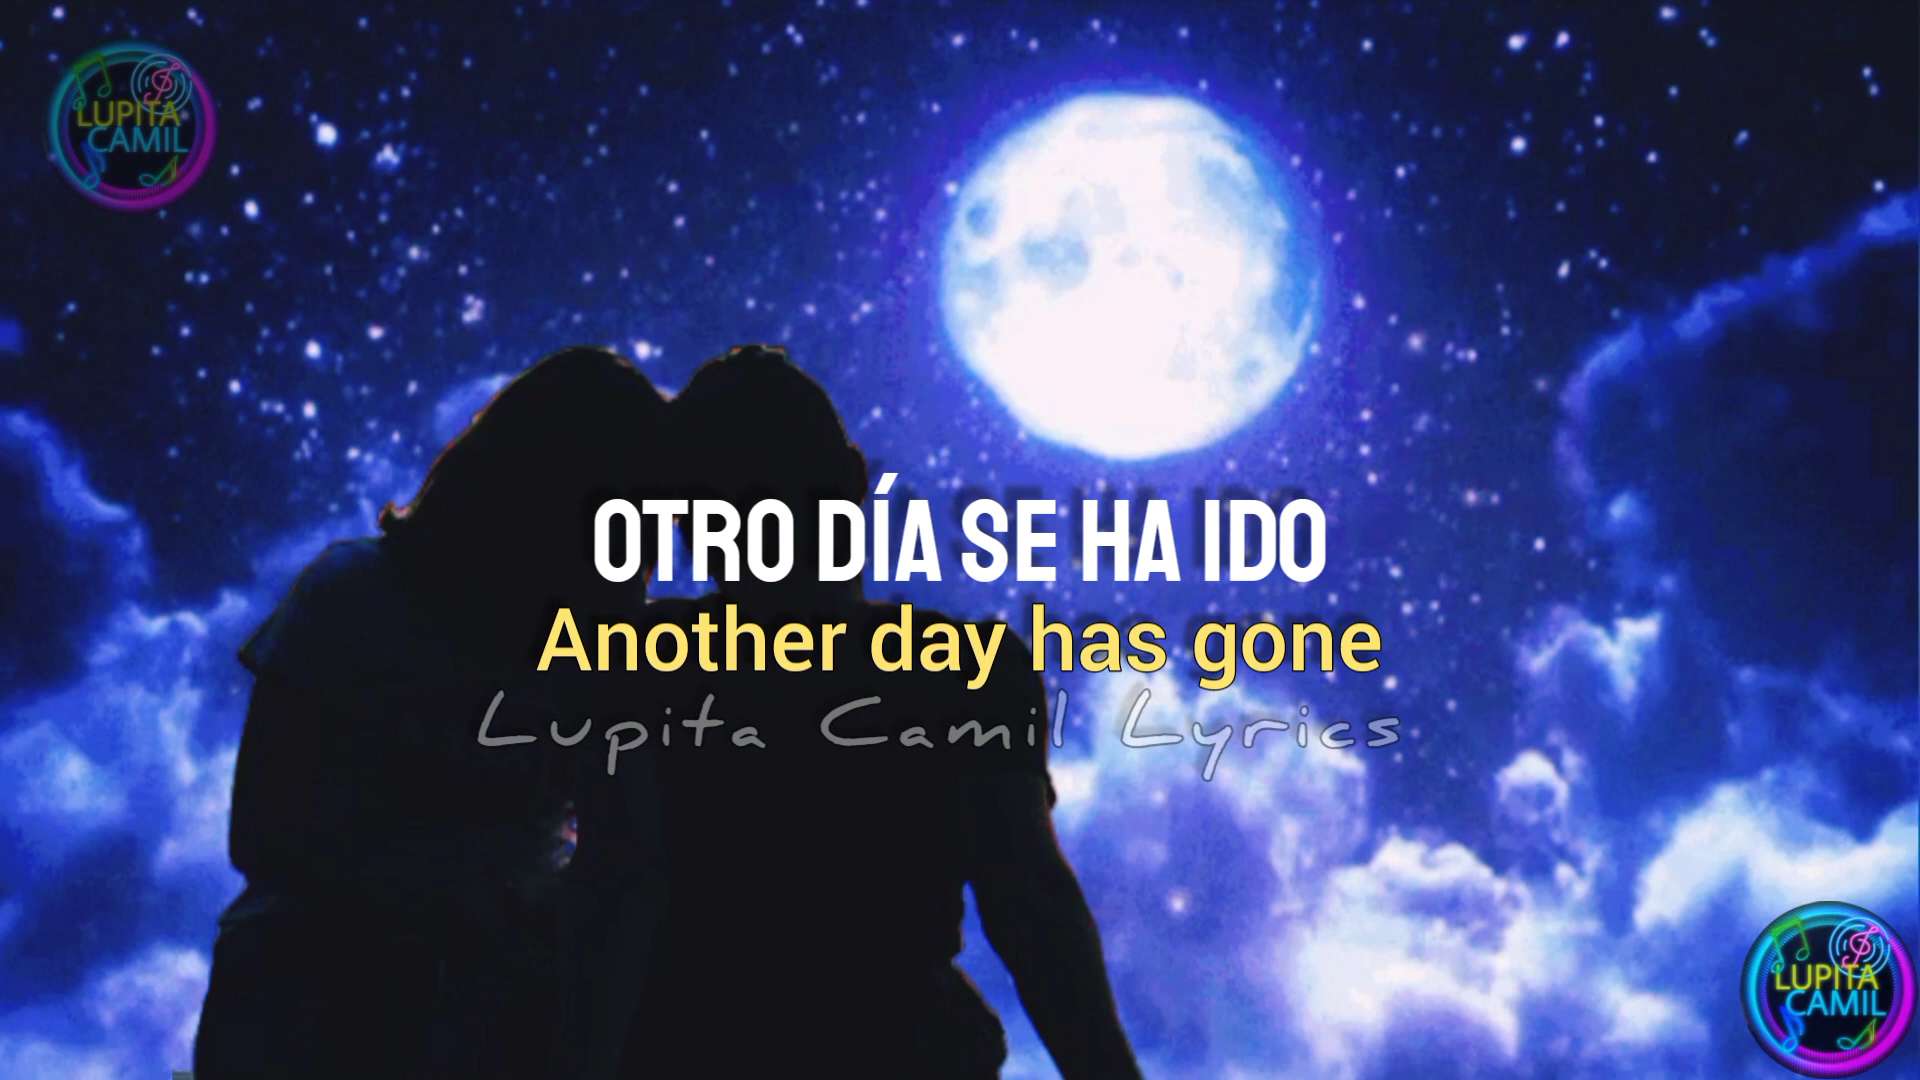 LUPITA
CAMIL
OTRO DÍA SE HA IDO
Another day has gone
Lupita Camil Lyrics
LUPITA
CAMIL